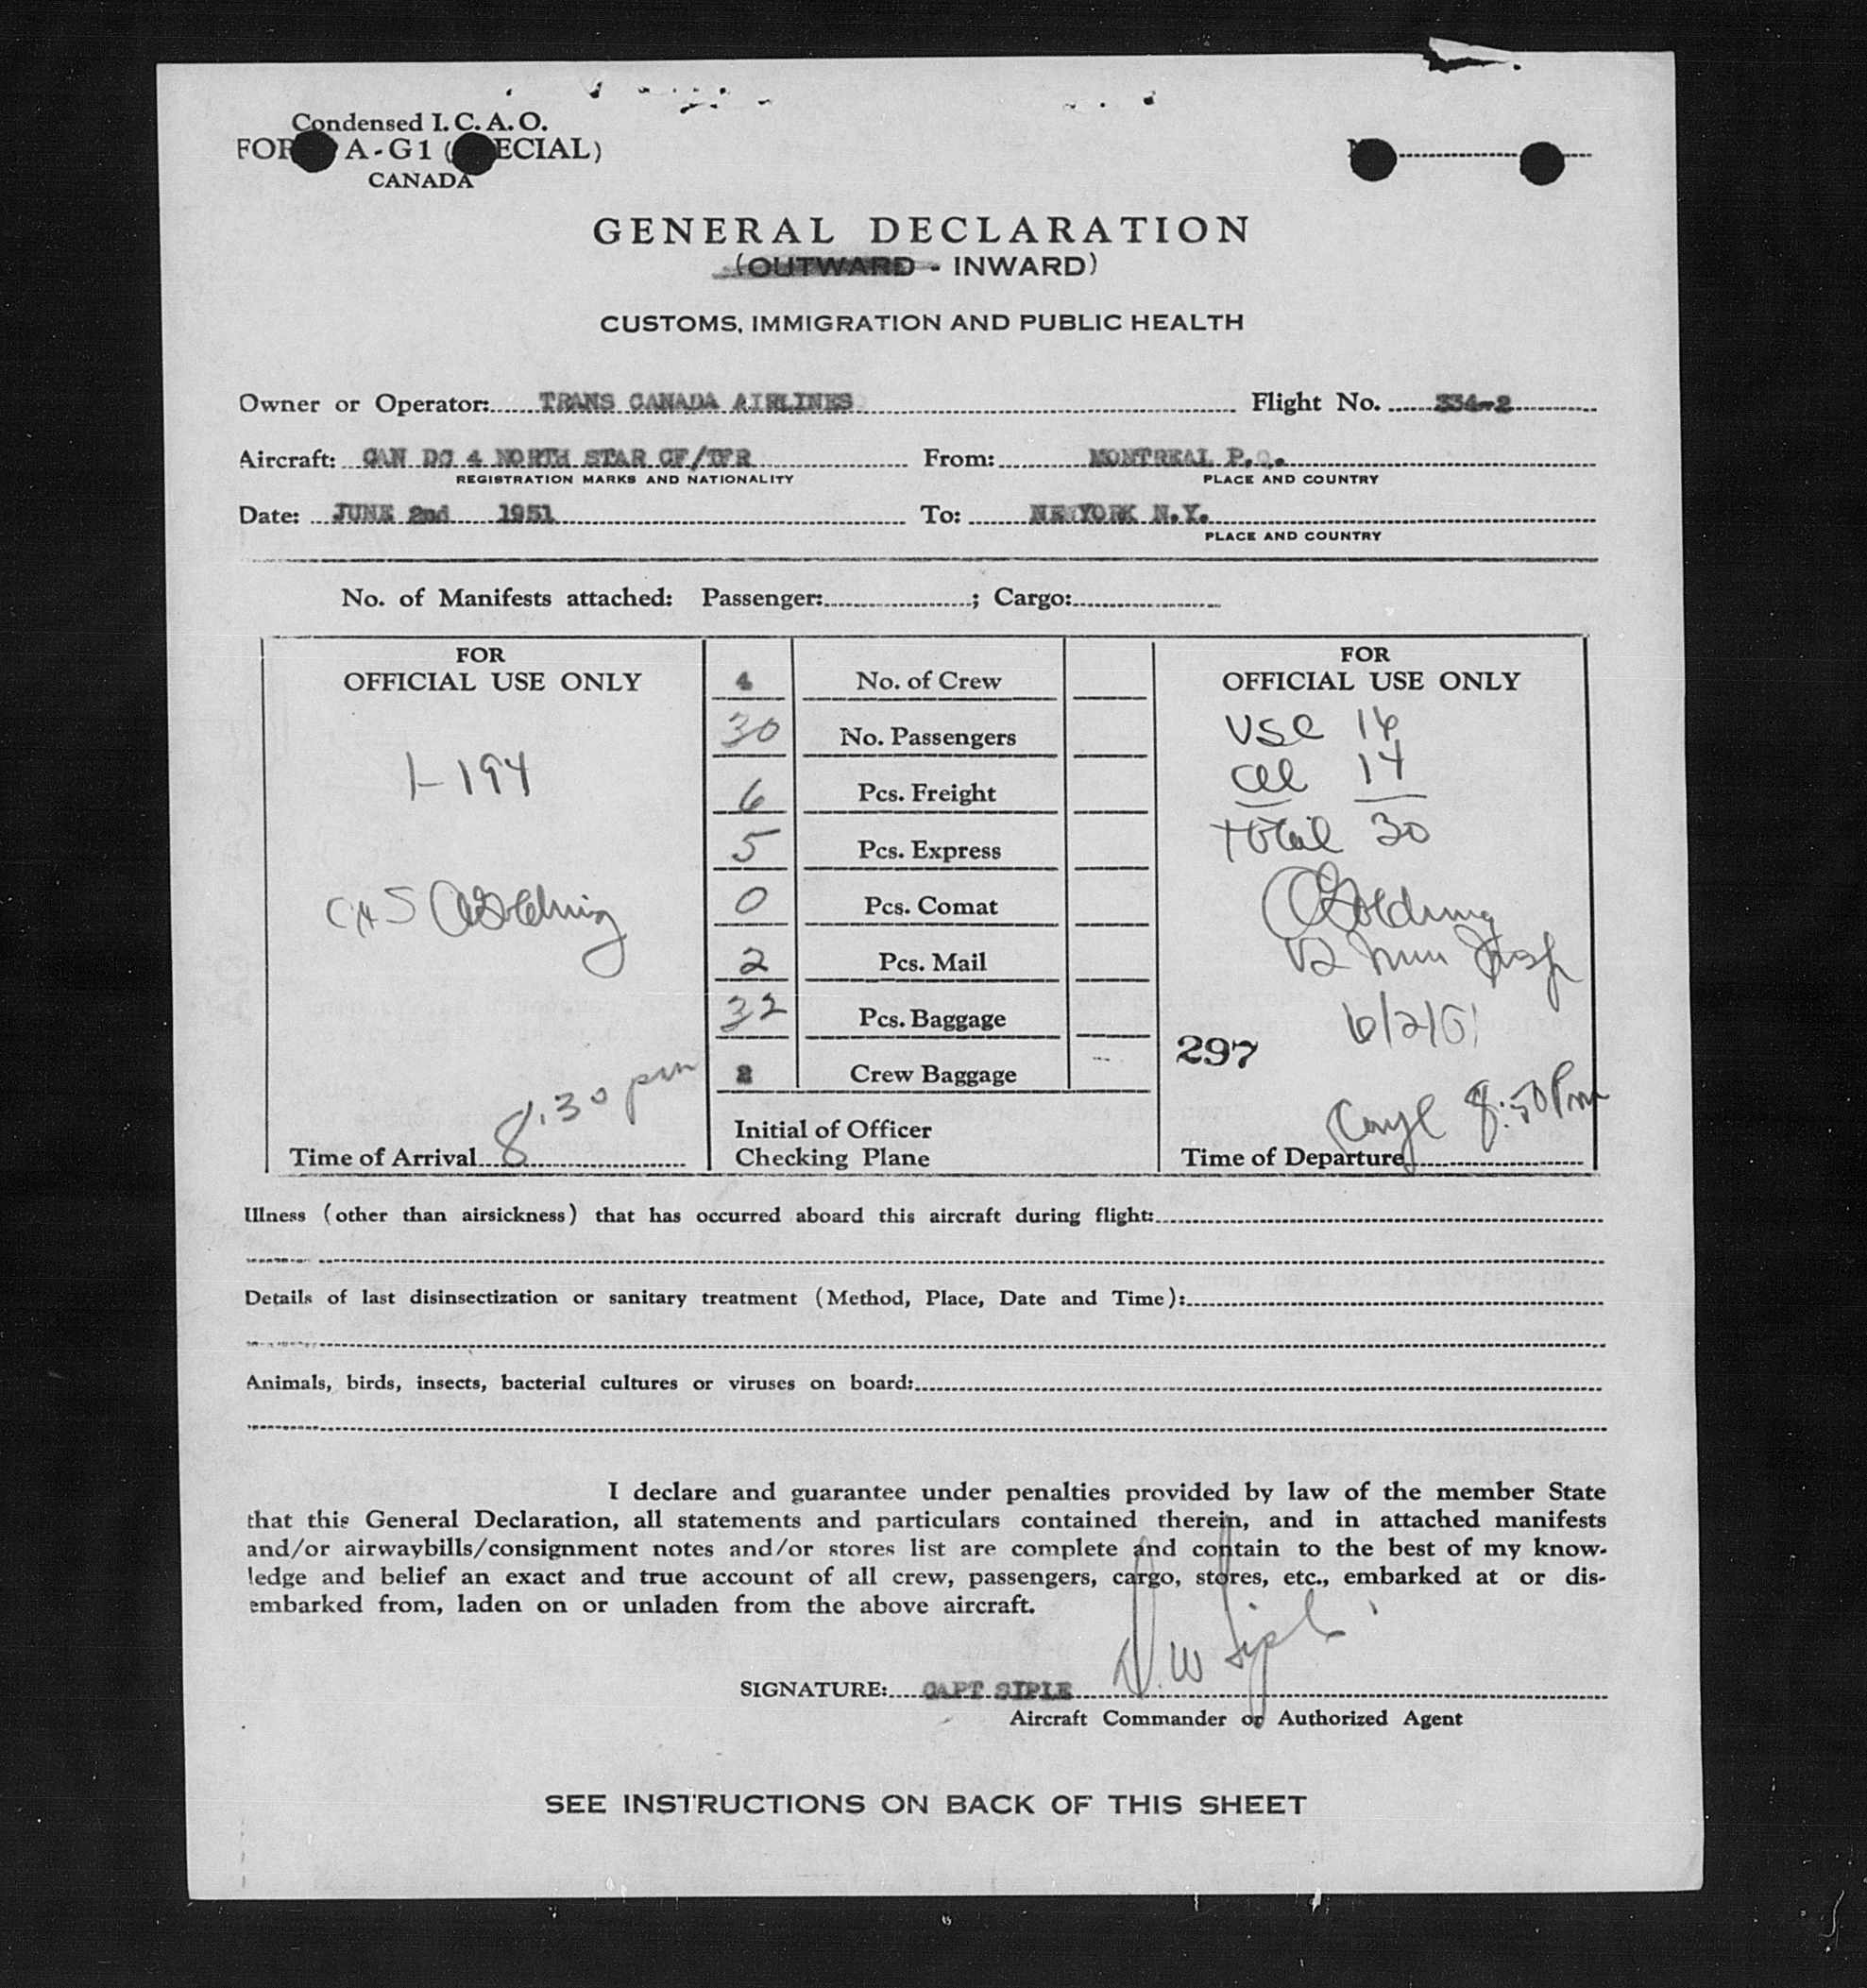 Condensed I. C. A. O.
A-G1
CANADA
GENERAL DECLARATION
(OUTWARD - INWARD)
CUSTOMS, IMMIGRATION AND PUBLIC HEALTH
Owner or Operator: TRANS CANADA AIRLINES Flight No. 334-2
Aircraft: CAN DC 4 NORTH STAR CF/TFR From: MONTREAL P.Q.
REGISTRATION MARKS AND NATIONALITY PLACE AND COUNTRY
Date: JUNE 2nd 1951 To: NEWYORK N.Y.
PLACE AND COUNTRY
No. of Manifests attached: Passenger: ; Cargo:
FOR
OFFICIAL USE ONLY
1-194
Golding
8.30 pm
Time of Arrival
4 No. of Crew
30 No. Passengers
6 Pcs. Freight
5 Pcs. Express
0 Pcs. Comat
2 Pcs. Mail
32 Pcs. Baggage
2 Crew Baggage
Initial of Officer
Checking Plane
FOR
OFFICIAL USE ONLY
USC 16
14
Total 30
Golding
6/2/51
297
8:50 Pm
Time of Departure
Illness (other than airsickness) that has occurred aboard this aircraft during flight:
Details of last disinsectization or sanitary treatment (Method, Place, Date and Time):
Animals, birds, insects, bacterial cultures or viruses on board:
I declare and guarantee under penalties provided by law of the member State
that this General Declaration, all statements and particulars contained therein, and in attached manifests
and/or airwaybills/consignment notes and/or stores list are complete and contain to the best of my know-
ledge and belief an exact and true account of all crew, passengers, cargo, stores, etc., embarked at or dis-
embarked from, laden on or unladen from the above aircraft.
SIGNATURE: CAPT SIPLE
Aircraft Commander or Authorized Agent
SEE INSTRUCTIONS ON BACK OF THIS SHEET